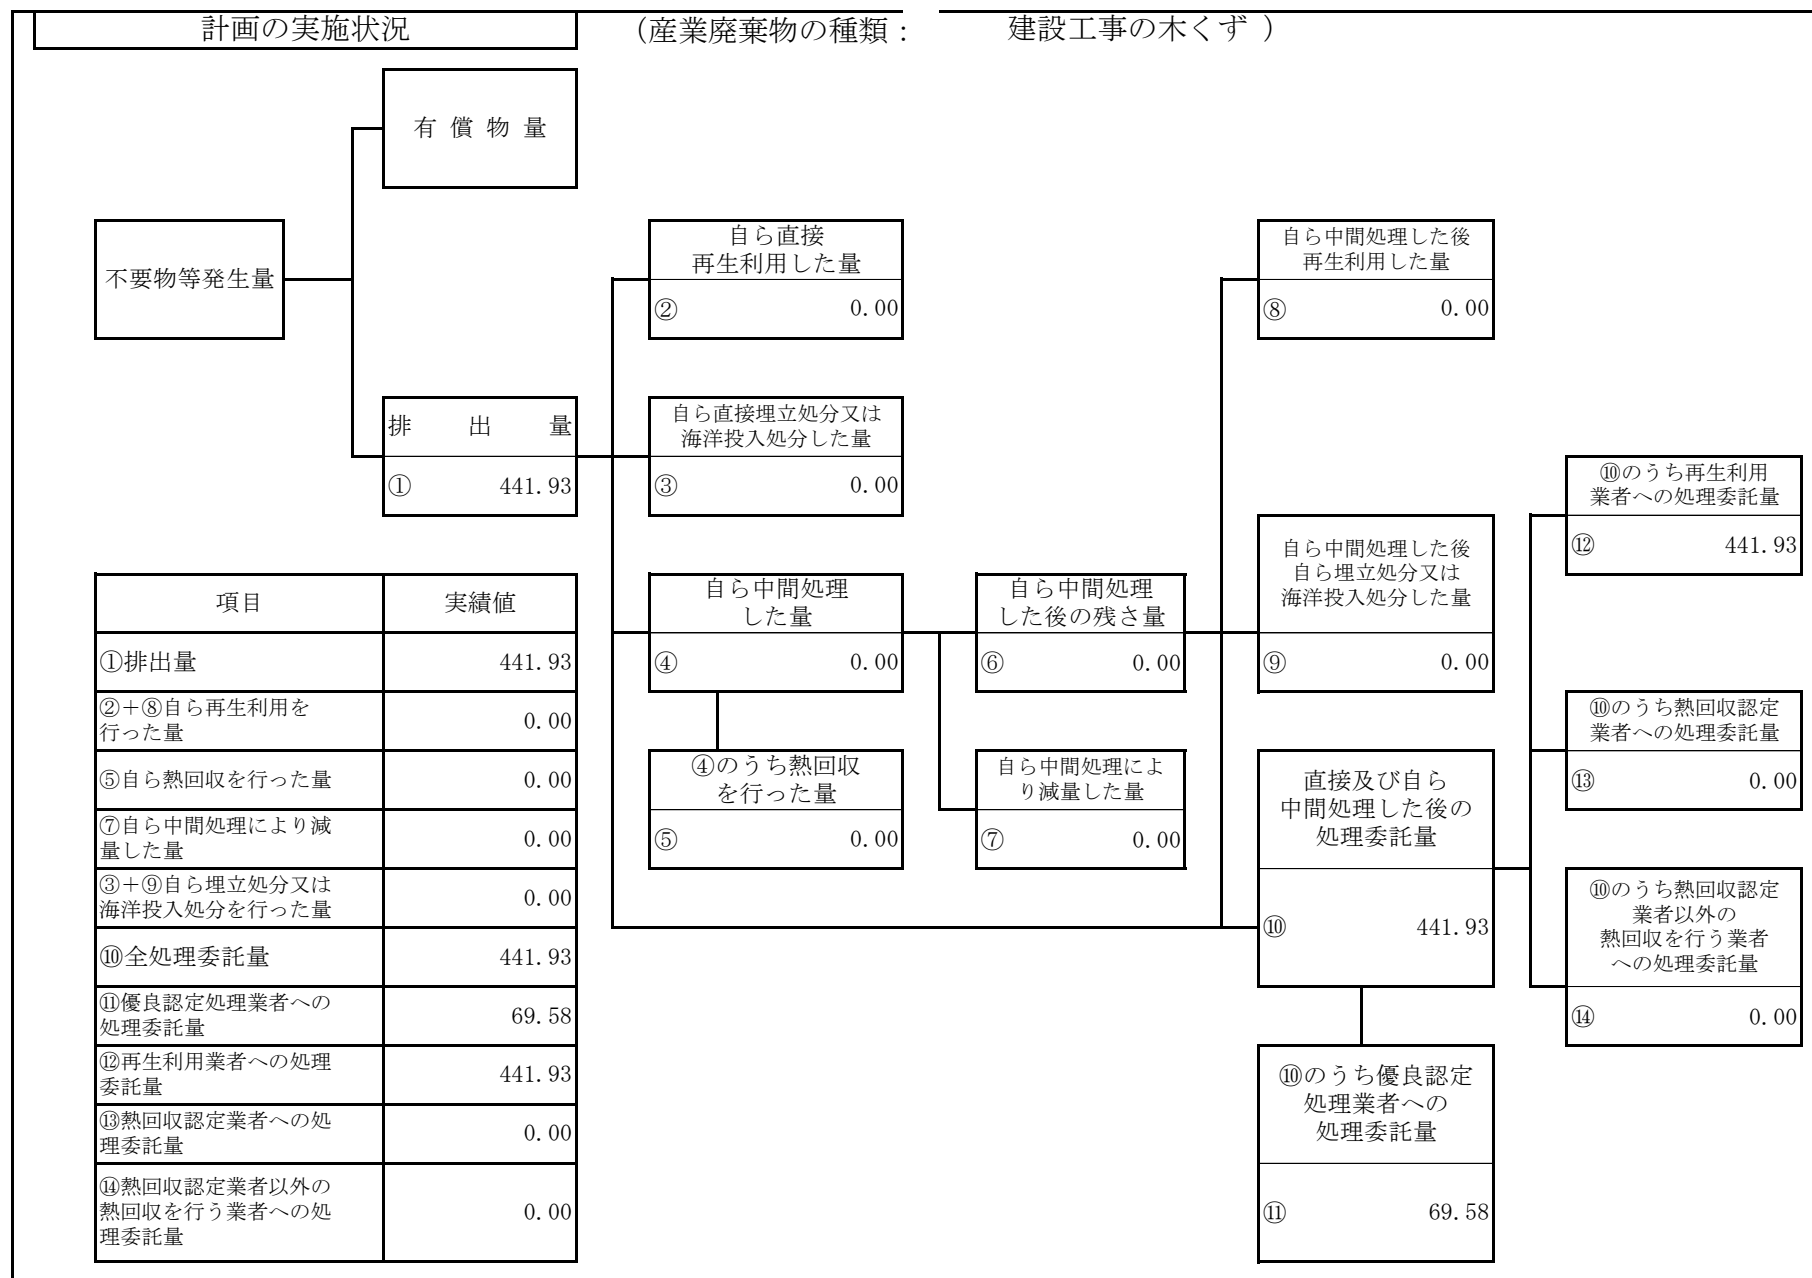 計画の実施状況
（産業廃棄物の種類：　建設工事の木くず ）
有 償 物 量
不要物等発生量
自ら直接
再生利用した量
② 0.00
自ら中間処理した後
再生利用した量
⑧ 0.00
排 出 量
① 441.93
自ら直接埋立処分又は
海洋投入処分した量
③ 0.00
⑩のうち再生利用
業者への処理委託量
⑫ 441.93
自ら中間処理した後
自ら埋立処分又は
海洋投入処分した量
⑨ 0.00
自ら中間処理
した量
④ 0.00
自ら中間処理
した後の残さ量
⑥ 0.00
⑩のうち熱回収認定
業者への処理委託量
⑬ 0.00
④のうち熱回収
を行った量
⑤ 0.00
自ら中間処理によ
り減量した量
⑦ 0.00
直接及び自ら
中間処理した後の
処理委託量
⑩ 441.93
⑩のうち熱回収認定
業者以外の
熱回収を行う業者
への処理委託量
⑭ 0.00
⑩のうち優良認定
処理業者への
処理委託量
⑪ 69.58
項目 実績値
①排出量 441.93
②＋⑧自ら再生利用を
行った量 0.00
⑤自ら熱回収を行った量 0.00
⑦自ら中間処理により減
量した量 0.00
③＋⑨自ら埋立処分又は
海洋投入処分を行った量 0.00
⑩全処理委託量 441.93
⑪優良認定処理業者への
処理委託量 69.58
⑫再生利用業者への処理
委託量 441.93
⑬熱回収認定業者への処
理委託量 0.00
⑭熱回収認定業者以外の
熱回収を行う業者への処
理委託量 0.00